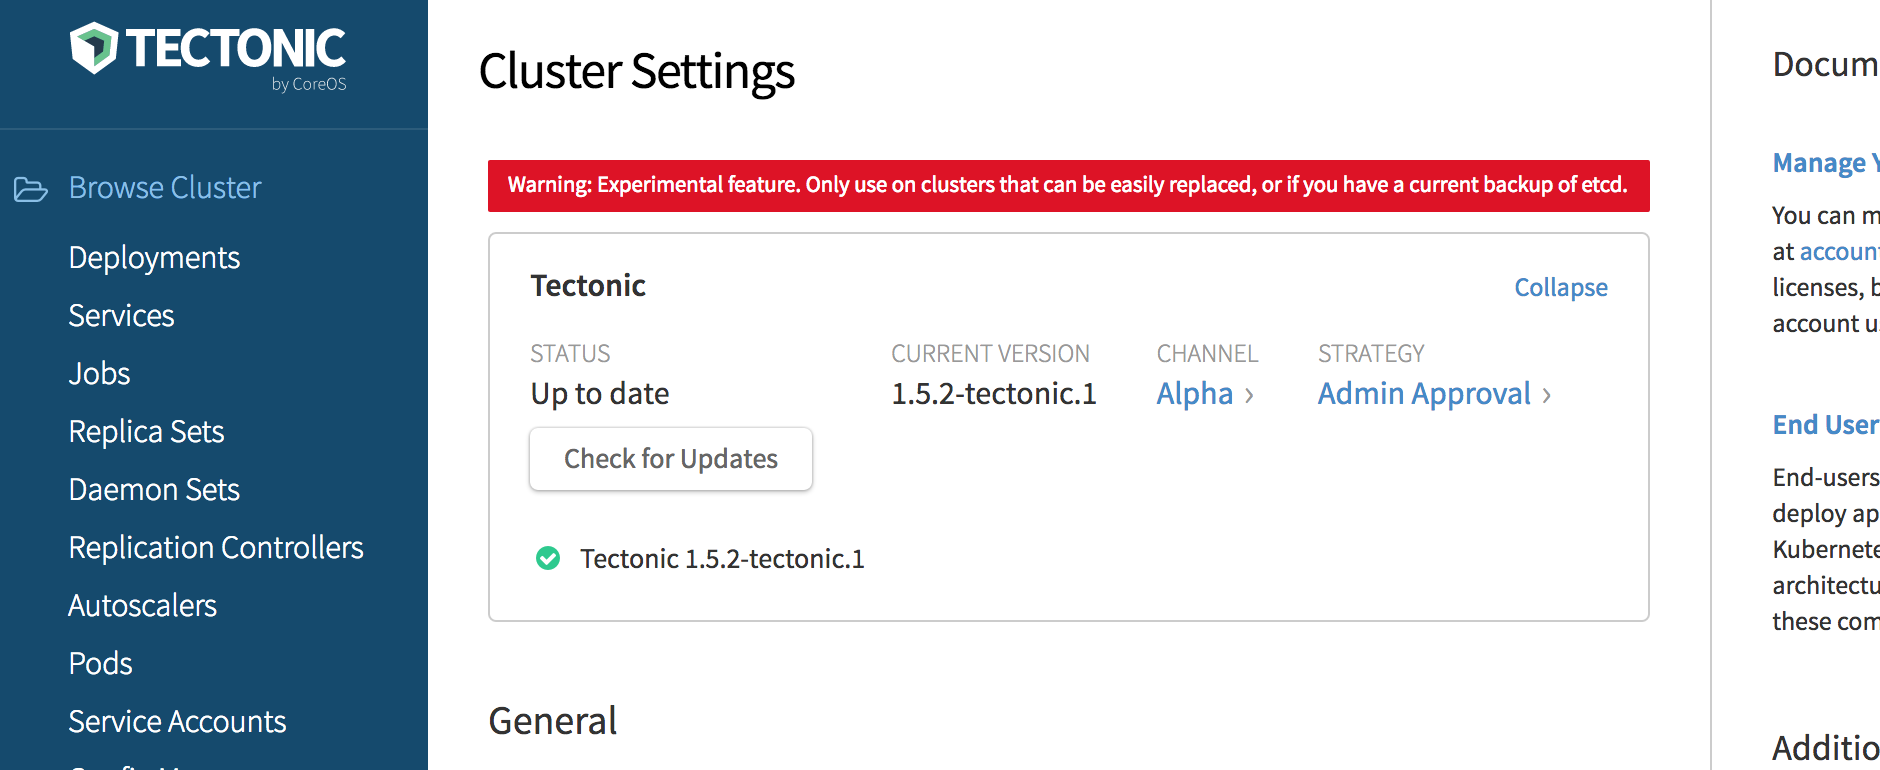 TECTONIC
by CoreOS
Browse Cluster
Deployments
Services
Jobs
Replica Sets
Daemon Sets
Replication Controllers
Autoscalers
Pods
Service Accounts
Cluster Settings
Warning: Experimental feature. Only use on clusters that can be easily replaced, or if you have a current backup of etcd.
Tectonic
Collapse
STATUS
CURRENT VERSION
CHANNEL
STRATEGY
Up to date
1.5.2-tectonic.1
Alpha ›
Admin Approval ›
Check for Updates
Tectonic 1.5.2-tectonic.1
General
Docum
Manage Y
You can m
at account
licenses, b
account us
End User
End-users
deploy ap
Kubernete
architectu
these com
Additio